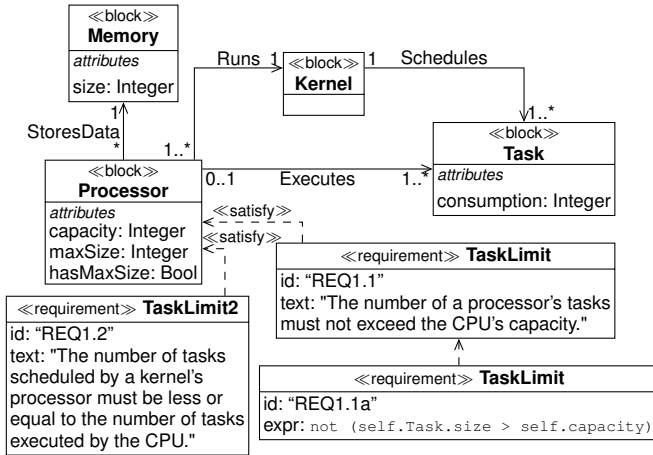 ≪block≫
Memory
attributes
size: Integer
Runs 1
≪block≫
Kernel
1 Schedules
1
StoresData
*
1..*
1..*
≪block≫
Task
attributes
consumption: Integer
≪block≫
Processor
attributes
capacity: Integer
maxSize: Integer
hasMaxSize: Bool
0..1 Executes 1..*
≪satisfy≫
≪satisfy≫
≪requirement≫ TaskLimit
id: “REQ1.1”
text: "The number of a processor's tasks
must not exceed the CPU's capacity."
≪requirement≫ TaskLimit2
id: “REQ1.2”
text: "The number of tasks
scheduled by a kernel's
processor must be less or
equal to the number of tasks
executed by the CPU."
≪requirement≫ TaskLimit
id: “REQ1.1a”
expr: not (self.Task.size > self.capacity)